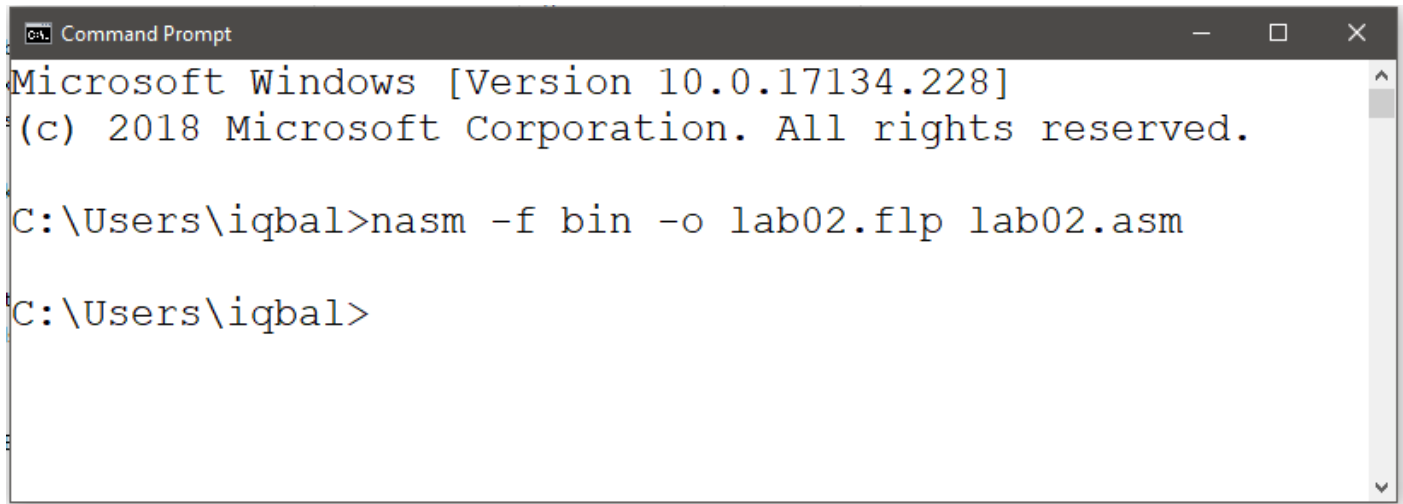 Command Prompt
Microsoft Windows [Version 10.0.17134.228]
(c) 2018 Microsoft Corporation. All rights reserved.
C:\Users\iqbal>nasm -f bin -o lab02.flp lab02.asm
C:\Users\iqbal>